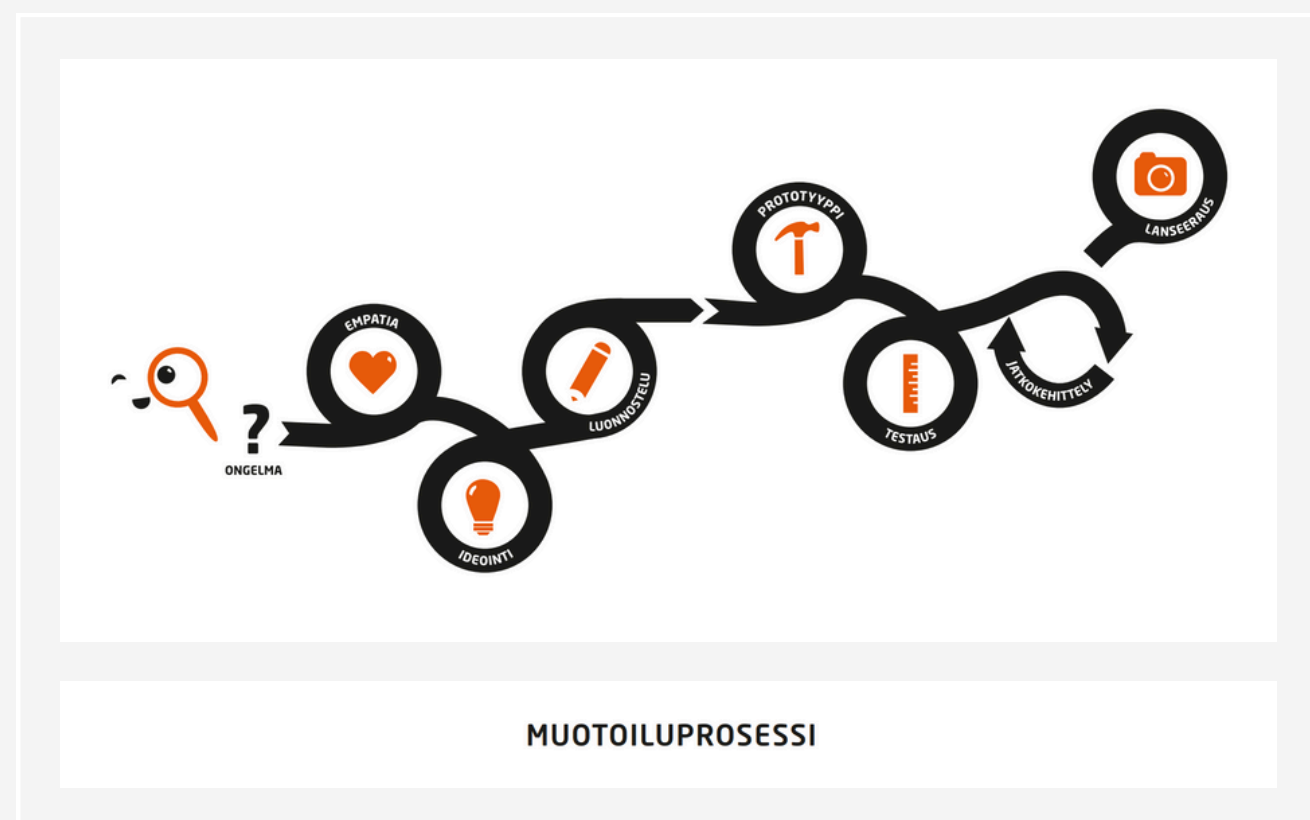 ?
ONGELMA
EMPATIA
IDEOINTI
LUONNOSTELU
PROTOTYYPPI
TESTAUS
JATKOKEHITTELY
LANSEERAUS
MUOTOILUPROSESSI